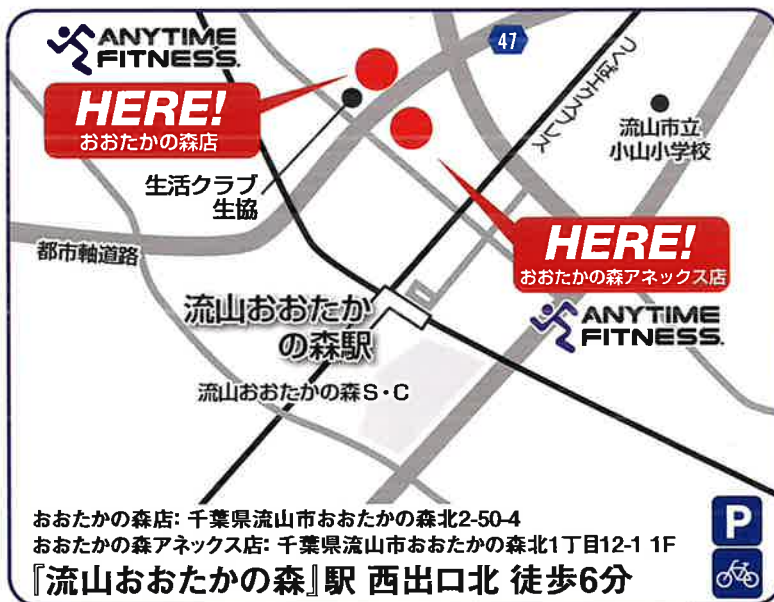 ANYTIME
FITNESS.
HERE!
おおたかの森店
47
つくばエクスプレス
流山市立
小山小学校
生活クラブ
生協
都市軸道路
HERE!
おおたかの森アネックス店
ANYTIME
FITNESS.
流山おおたか
の森駅
流山おおたかの森S・C
おおたかの森店: 千葉県流山市おおたかの森北2-50-4
おおたかの森アネックス店: 千葉県流山市おおたかの森北1丁目12-1 1F
『流山おおたかの森』駅 西出口北 徒歩6分
P